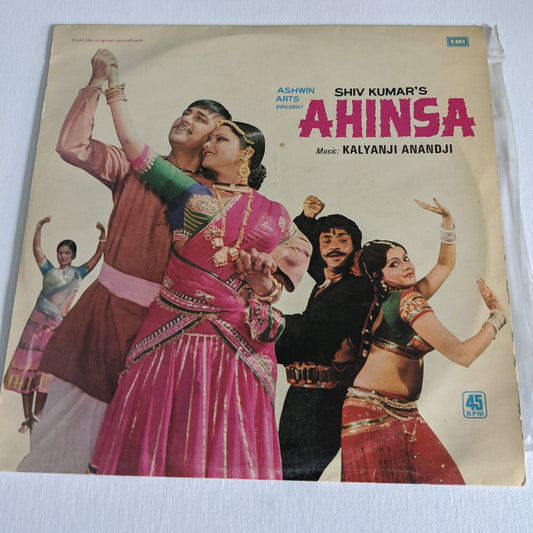 from the original soundtrack
EMI
ASHWIN
ARTS
PRESENT
SHIV KUMAR'S
AHINSA
Music: KALYANJI ANANDJI
45
RPM